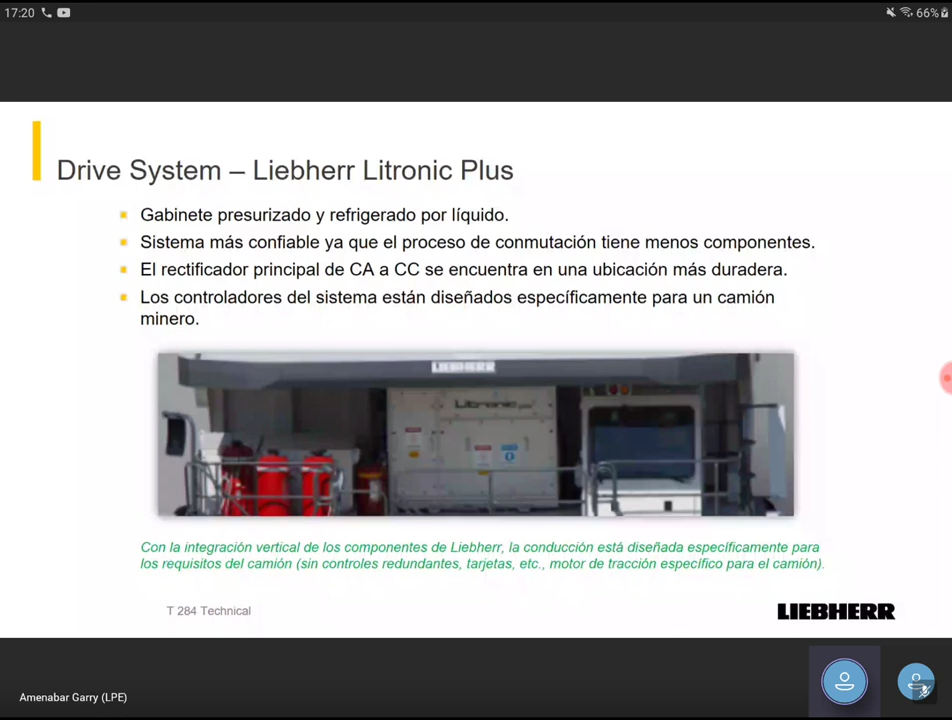 17:20
66%
Drive System – Liebherr Litronic Plus
Gabinete presurizado y refrigerado por líquido.
Sistema más confiable ya que el proceso de conmutación tiene menos componentes.
El rectificador principal de CA a CC se encuentra en una ubicación más duradera.
Los controladores del sistema están diseñados específicamente para un camión
minero.
LIEBHERR
Litronic
Con la integración vertical de los componentes de Liebherr, la conducción está diseñada específicamente para
los requisitos del camión (sin controles redundantes, tarjetas, etc., motor de tracción específico para el camión).
T 284 Technical
LIEBHERR
Amenabar Garry (LPE)